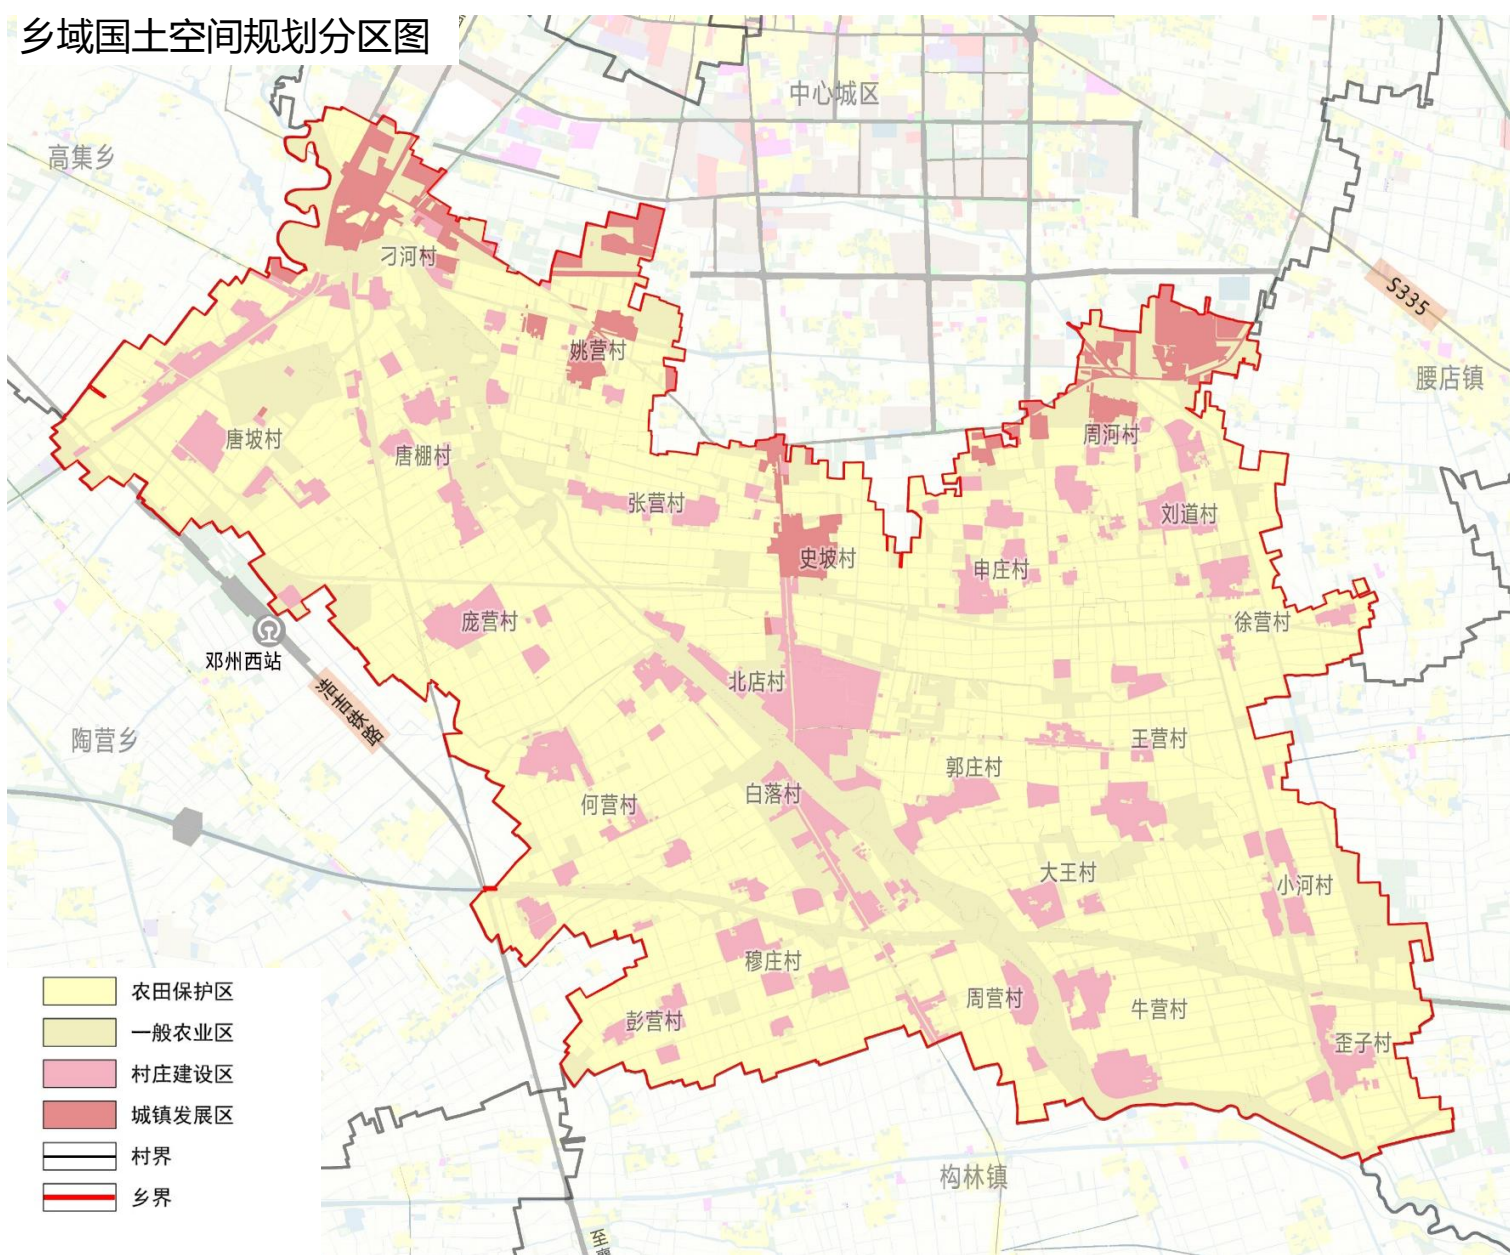 乡域国土空间规划分区图
中心城区
高集乡
刁河村
S335
姚营村
腰店镇
唐坡村
唐棚村
周河村
张营村
刘道村
史坡村
申庄村
庞营村
徐营村
邓州西站
北店村
浩吉铁路
陶营乡
王营村
郭庄村
白落村
何营村
大王村
小河村
穆庄村
周营村
牛营村
彭营村
歪子村
构林镇
至
农田保护区
一般农业区
村庄建设区
城镇发展区
村界
乡界